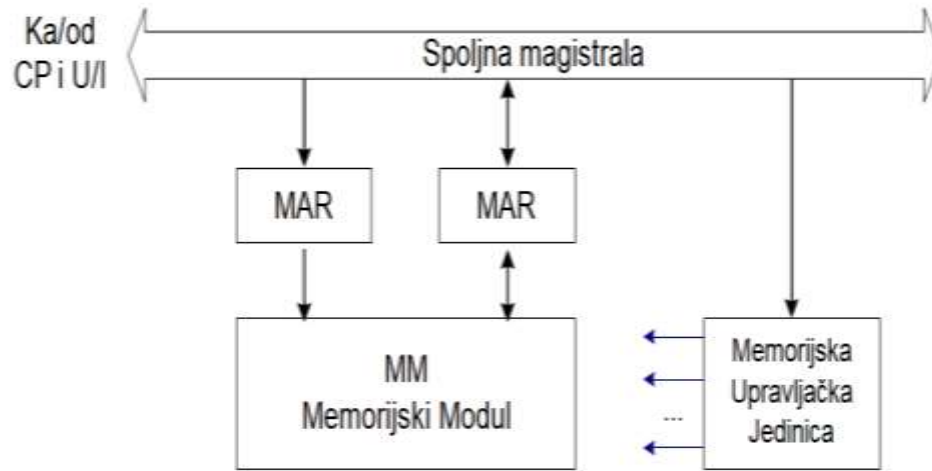 Ka/od
CP i U/I
Spoljna magistrala
MAR
MAR
MM
Memorijski Modul
Memorijska
Upravljačka
...
Jedinica